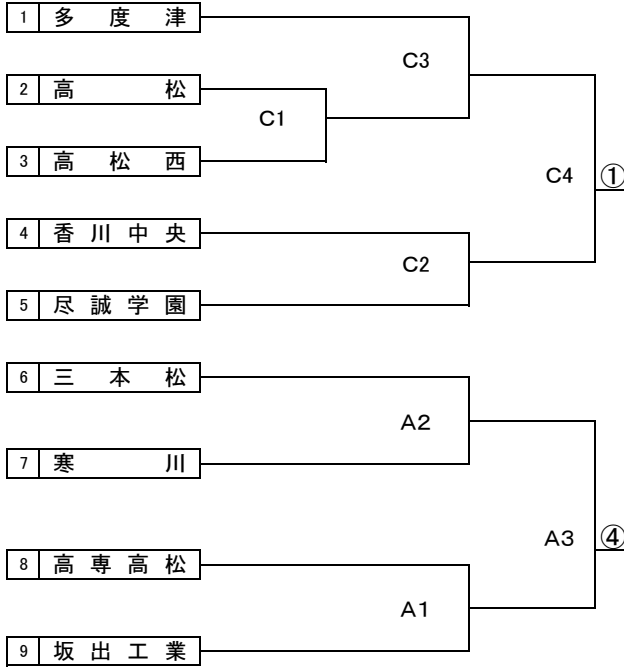 1 多度津
C3
2 高松
C1
3 高松西
C4 ①
4 香川中央
C2
5 尽誠学園
6 三本松
A2
7 寒川
A3 ④
8 高専高松
A1
9 坂出工業